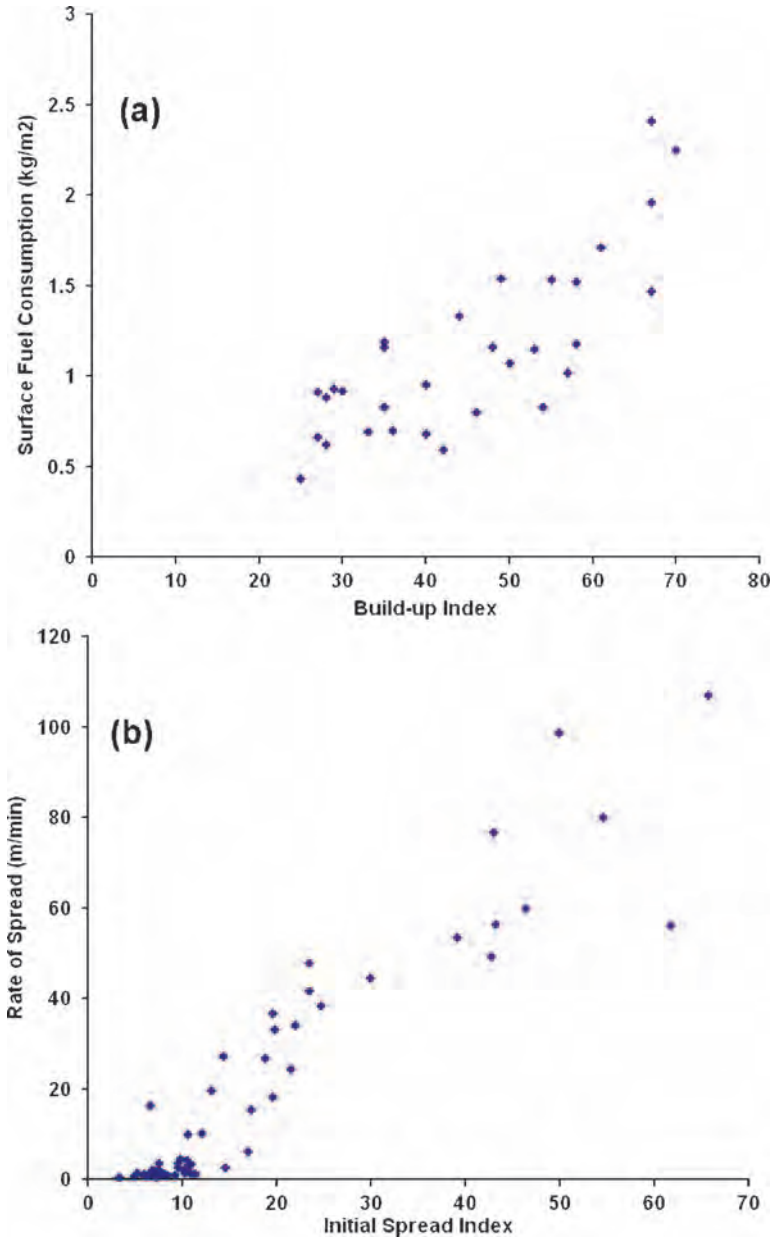 3
2.5
(a)
2
1.5
1
0.5
0
Surface Fuel Consumption (kg/m2)
0 10 20 30 40 50 60 70 80
Build-up Index
120
100
(b)
80
60
40
20
0
Rate of Spread (m/min)
0 10 20 30 40 50 60 70
Initial Spread Index